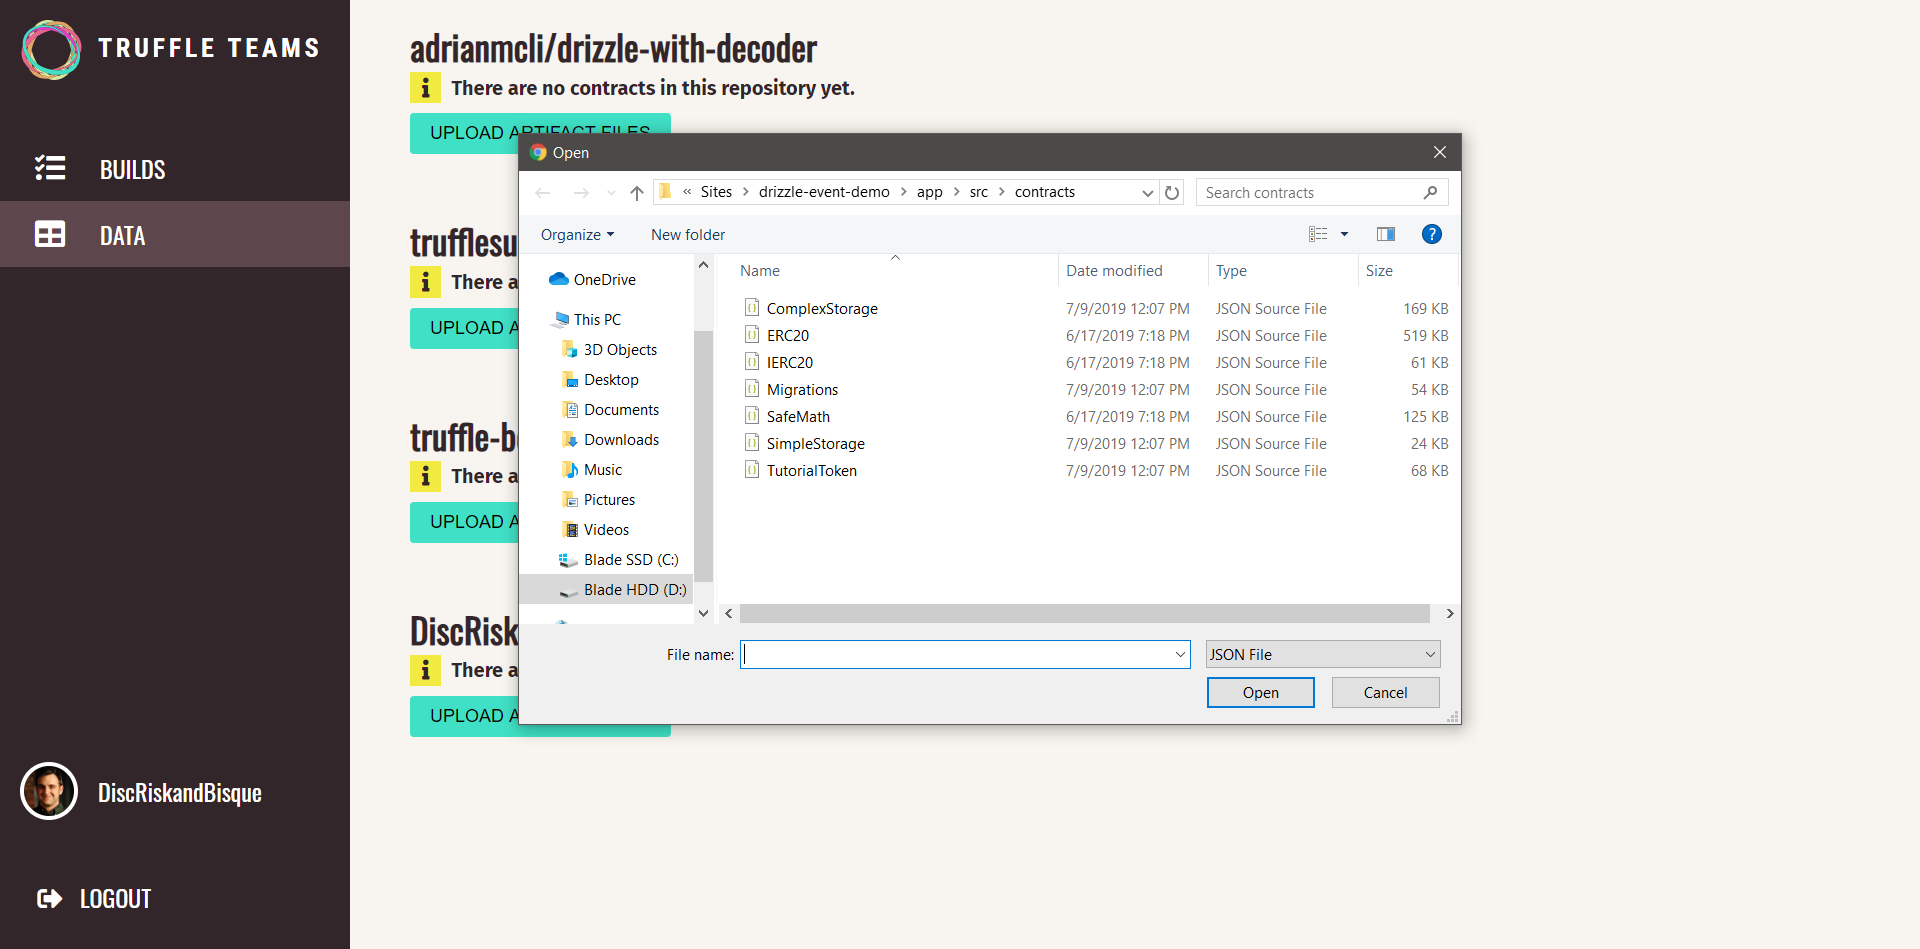 TRUFFLE TEAMS
BUILDS
DATA
DiscRiskandBisque
LOGOUT
adrianmcli/drizzle-with-decoder
There are no contracts in this repository yet.
UPLOAD ARTIFACT FILES
trufflesu
There a
UPLOAD A
truffle-b
There a
UPLOAD A
DiscRisk
There a
UPLOAD A
Open
« Sites > drizzle-event-demo > app > src > contracts
Search contracts
Organize
New folder
?
OneDrive
This PC
3D Objects
Desktop
Documents
Downloads
Music
Pictures
Videos
Blade SSD (C:)
Blade HDD (D:)
Name Date modified Type Size
ComplexStorage 7/9/2019 12:07 PM JSON Source File 169 KB
ERC20 6/17/2019 7:18 PM JSON Source File 519 KB
IERC20 6/17/2019 7:18 PM JSON Source File 61 KB
Migrations 7/9/2019 12:07 PM JSON Source File 54 KB
SafeMath 6/17/2019 7:18 PM JSON Source File 125 KB
SimpleStorage 7/9/2019 12:07 PM JSON Source File 24 KB
TutorialToken 7/9/2019 12:07 PM JSON Source File 68 KB
File name:
JSON File
Open
Cancel